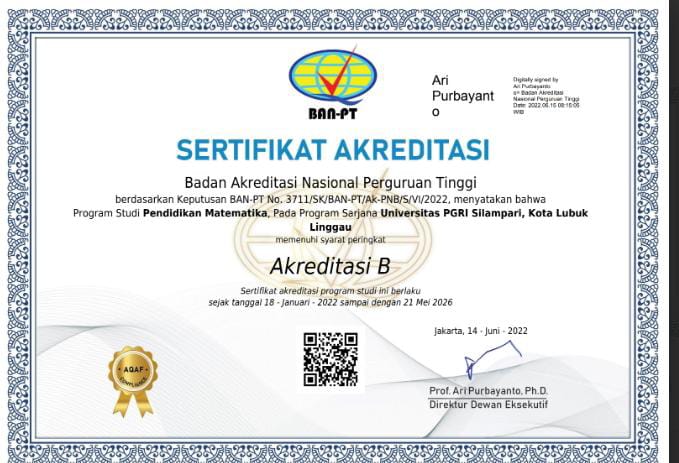 BAN-PT
Ari
Purbayant
o
Digitally signed by
Ari Purbayanto
o= Badan Akreditasi
Nasional Perguruan Tinggi
Date: 2022.06.15 08:15:05
WIB
SERTIFIKAT AKREDITASI
Badan Akreditasi Nasional Perguruan Tinggi
berdasarkan Keputusan BAN-PT No. 3711/SK/BAN-PT/Ak-PNB/S/VI/2022, menyatakan bahwa
Program Studi Pendidikan Matematika, Pada Program Sarjana Universitas PGRI Silampari, Kota Lubuk
Linggau
memenuhi syarat peringkat
Akreditasi B
Sertifikat akreditasi program studi ini berlaku
sejak tanggal 18 - Januari - 2022 sampai dengan 21 Mei 2026
Jakarta, 14 - Juni - 2022
AQAF
COMPLIANCE
Prof. Ari Purbayanto, Ph.D.
Direktur Dewan Eksekutif